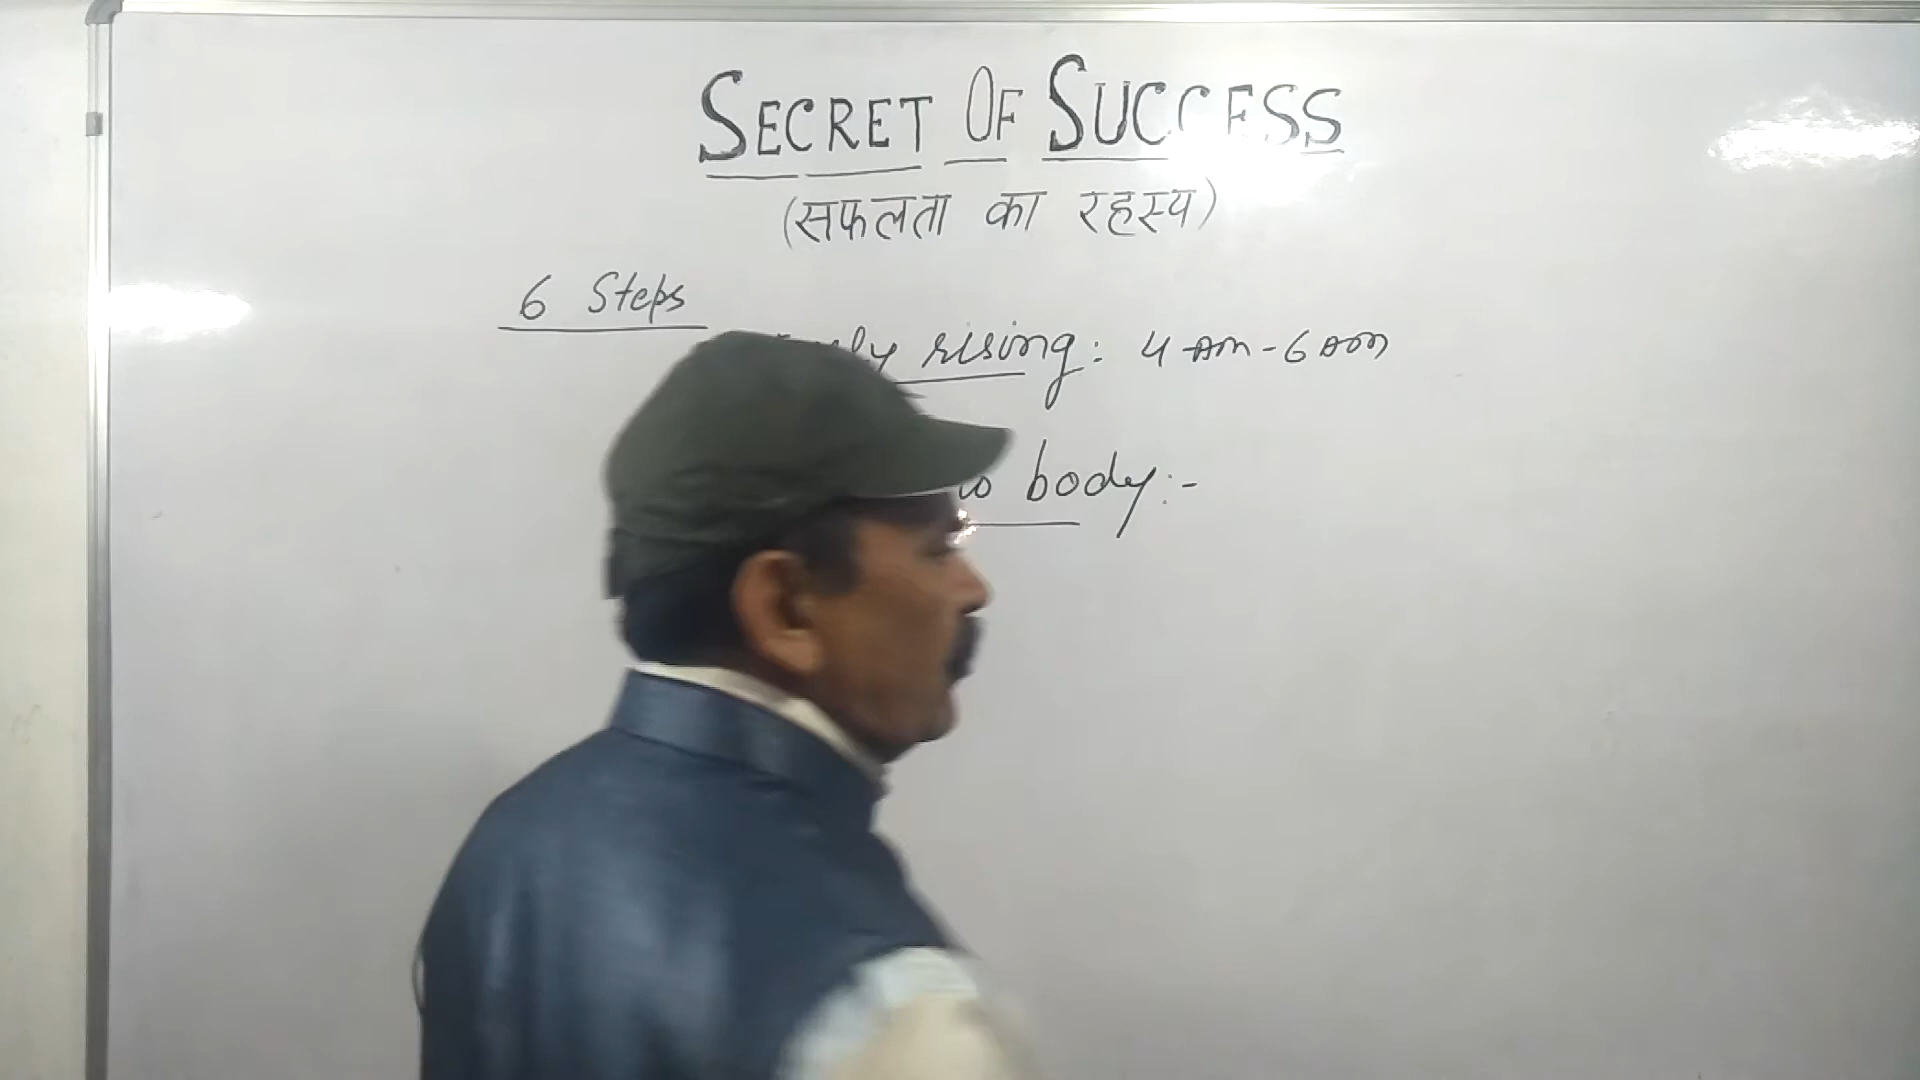 SECRET OF SUCCESS
(सफलता का रहस्य)
6 Steps
rising: 4 AM - 6 AM
body:-